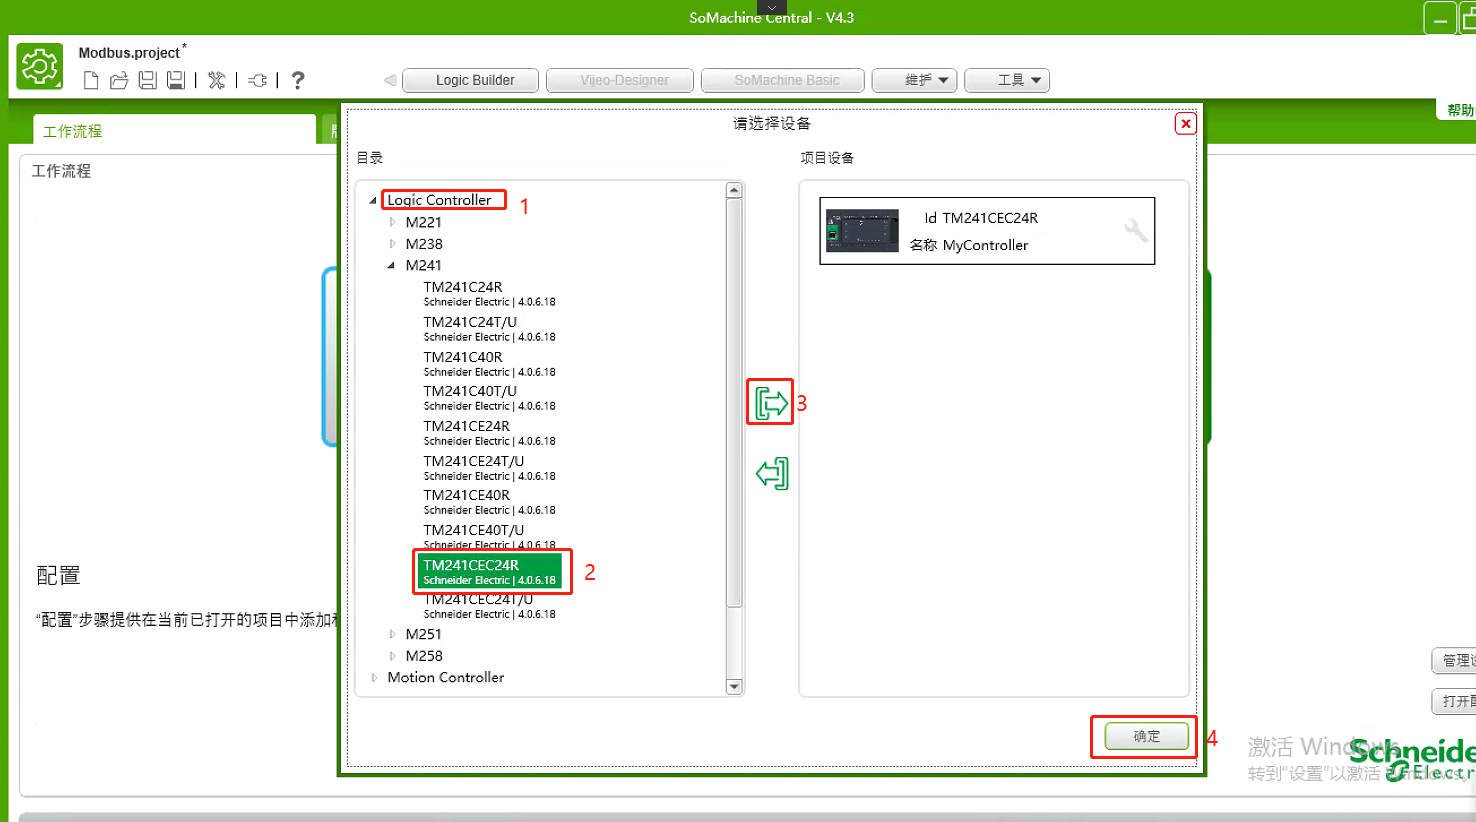 SoMachine Central - V4.3
Modbus.project*
Logic Builder
Vijeo-Designer
SoMachine Basic
维护
工具
帮助
工作流程
工作流程
请选择设备
目录
项目设备
Logic Controller
1
M221
M238
M241
TM241C24R
Schneider Electric | 4.0.6.18
TM241C24T/U
Schneider Electric | 4.0.6.18
TM241C40R
Schneider Electric | 4.0.6.18
TM241C40T/U
Schneider Electric | 4.0.6.18
TM241CE24R
Schneider Electric | 4.0.6.18
TM241CE24T/U
Schneider Electric | 4.0.6.18
TM241CE40R
Schneider Electric | 4.0.6.18
TM241CE40T/U
Schneider Electric | 4.0.6.18
TM241CEC24R
Schneider Electric | 4.0.6.18
2
TM241CEC24T/U
Schneider Electric | 4.0.6.18
M251
M258
Motion Controller
3
Id TM241CEC24R
名称 MyController
确定
4
配置
“配置”步骤提供在当前已打开的项目中添加
管理
打开
激活 Windows
转到“设置”以激活 Windows。
Schneide
Electr